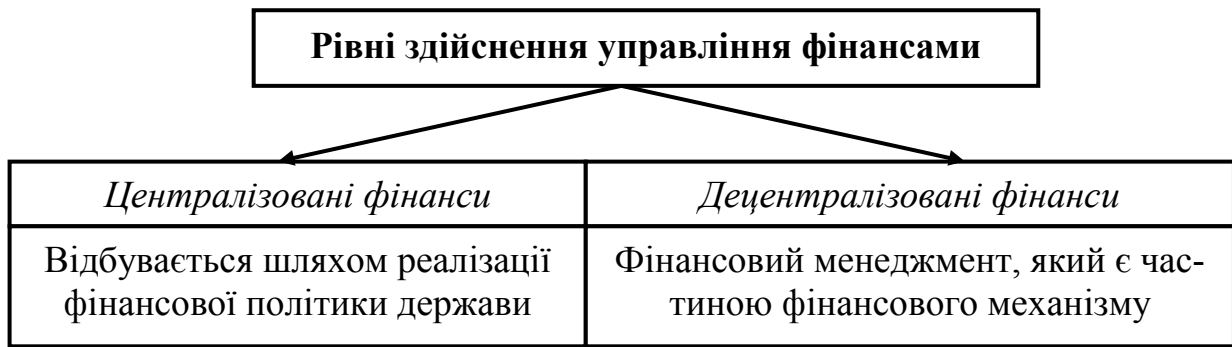 Рівні здійснення управління фінансами
Централізовані фінанси
Децентралізовані фінанси
Відбувається шляхом реалізації
фінансової політики держави
Фінансовий менеджмент, який є час-
тиною фінансового механізму